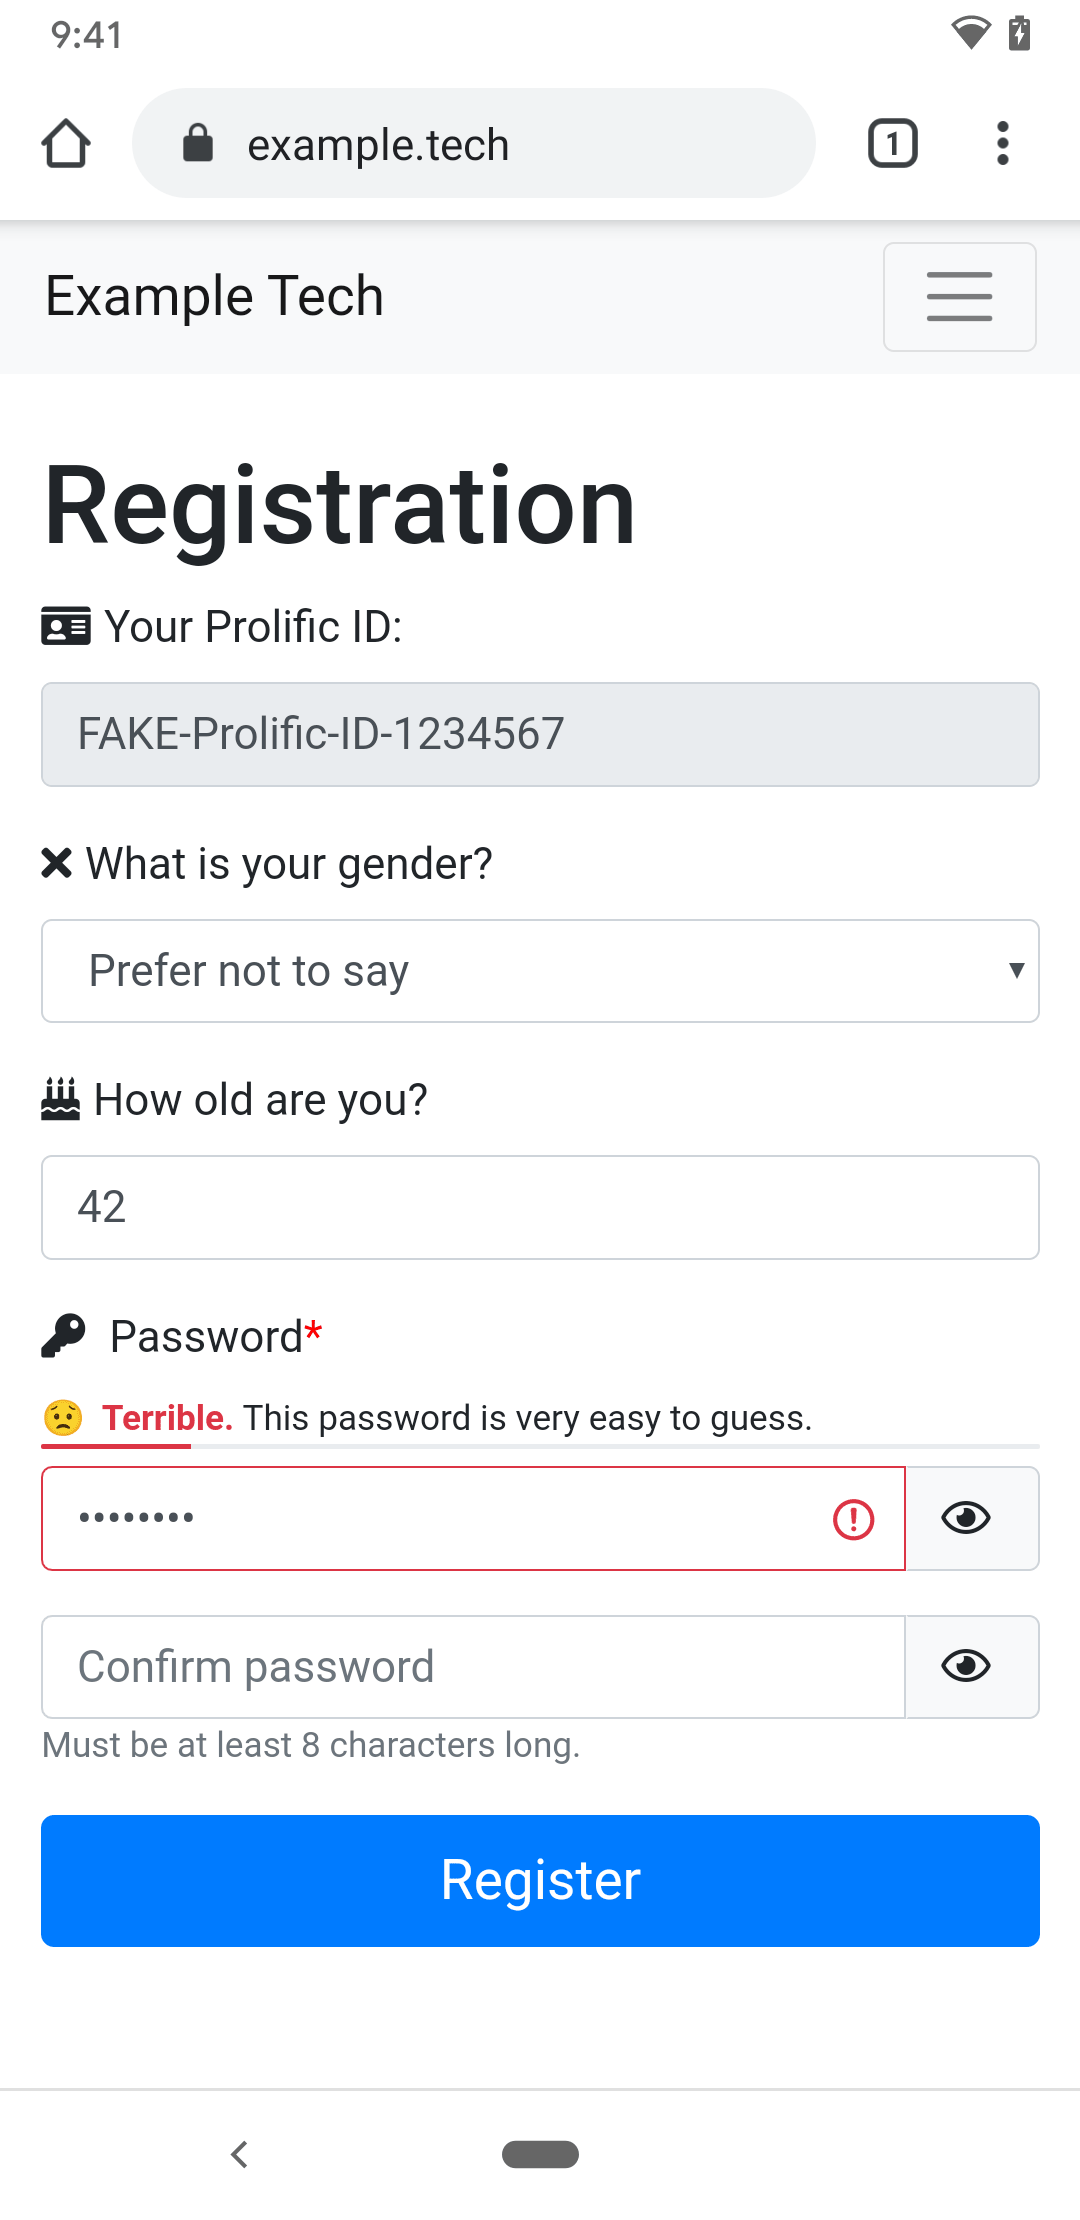 9:41
example.tech
1
Example Tech
Registration
Your Prolific ID:
FAKE-Prolific-ID-1234567
What is your gender?
Prefer not to say
How old are you?
42
Password*
Terrible. This password is very easy to guess.
••••••••
Confirm password
Must be at least 8 characters long.
Register